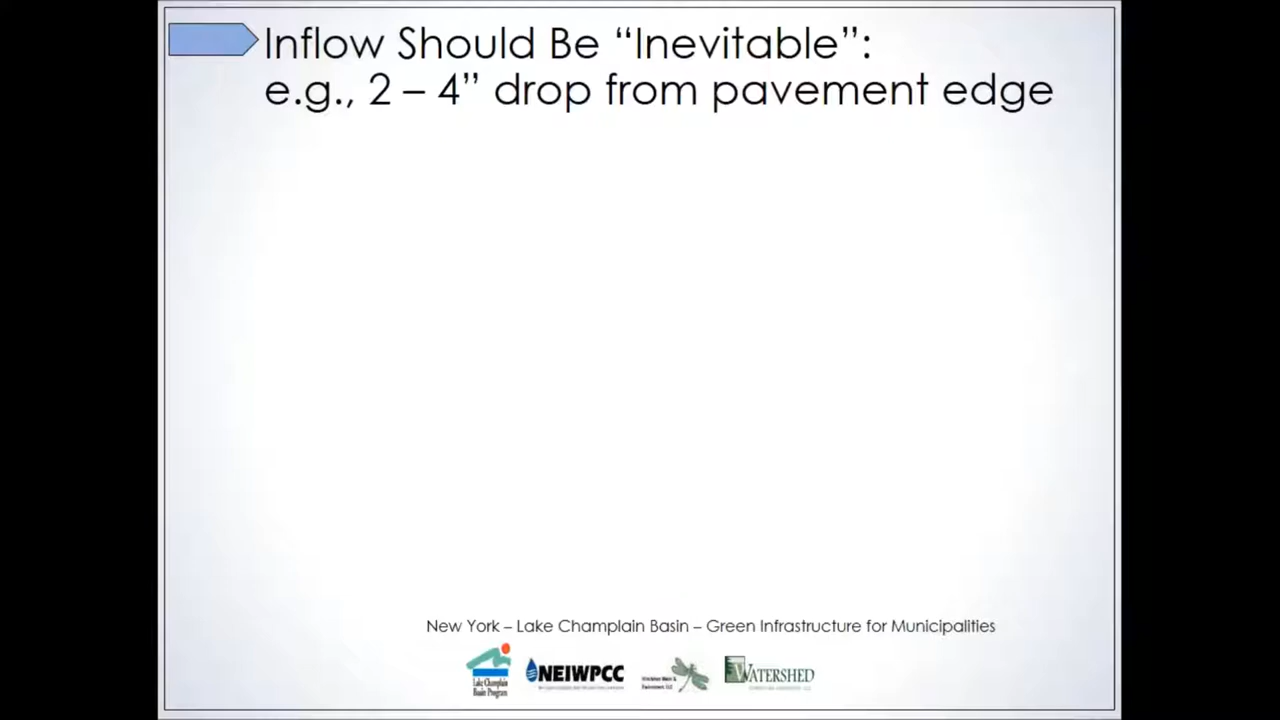 Inflow Should Be “Inevitable”:
e.g., 2 – 4” drop from pavement edge
New York – Lake Champlain Basin – Green Infrastructure for Municipalities
Lake Champlain
Basin Program
NEIWPCC
WATERSHED